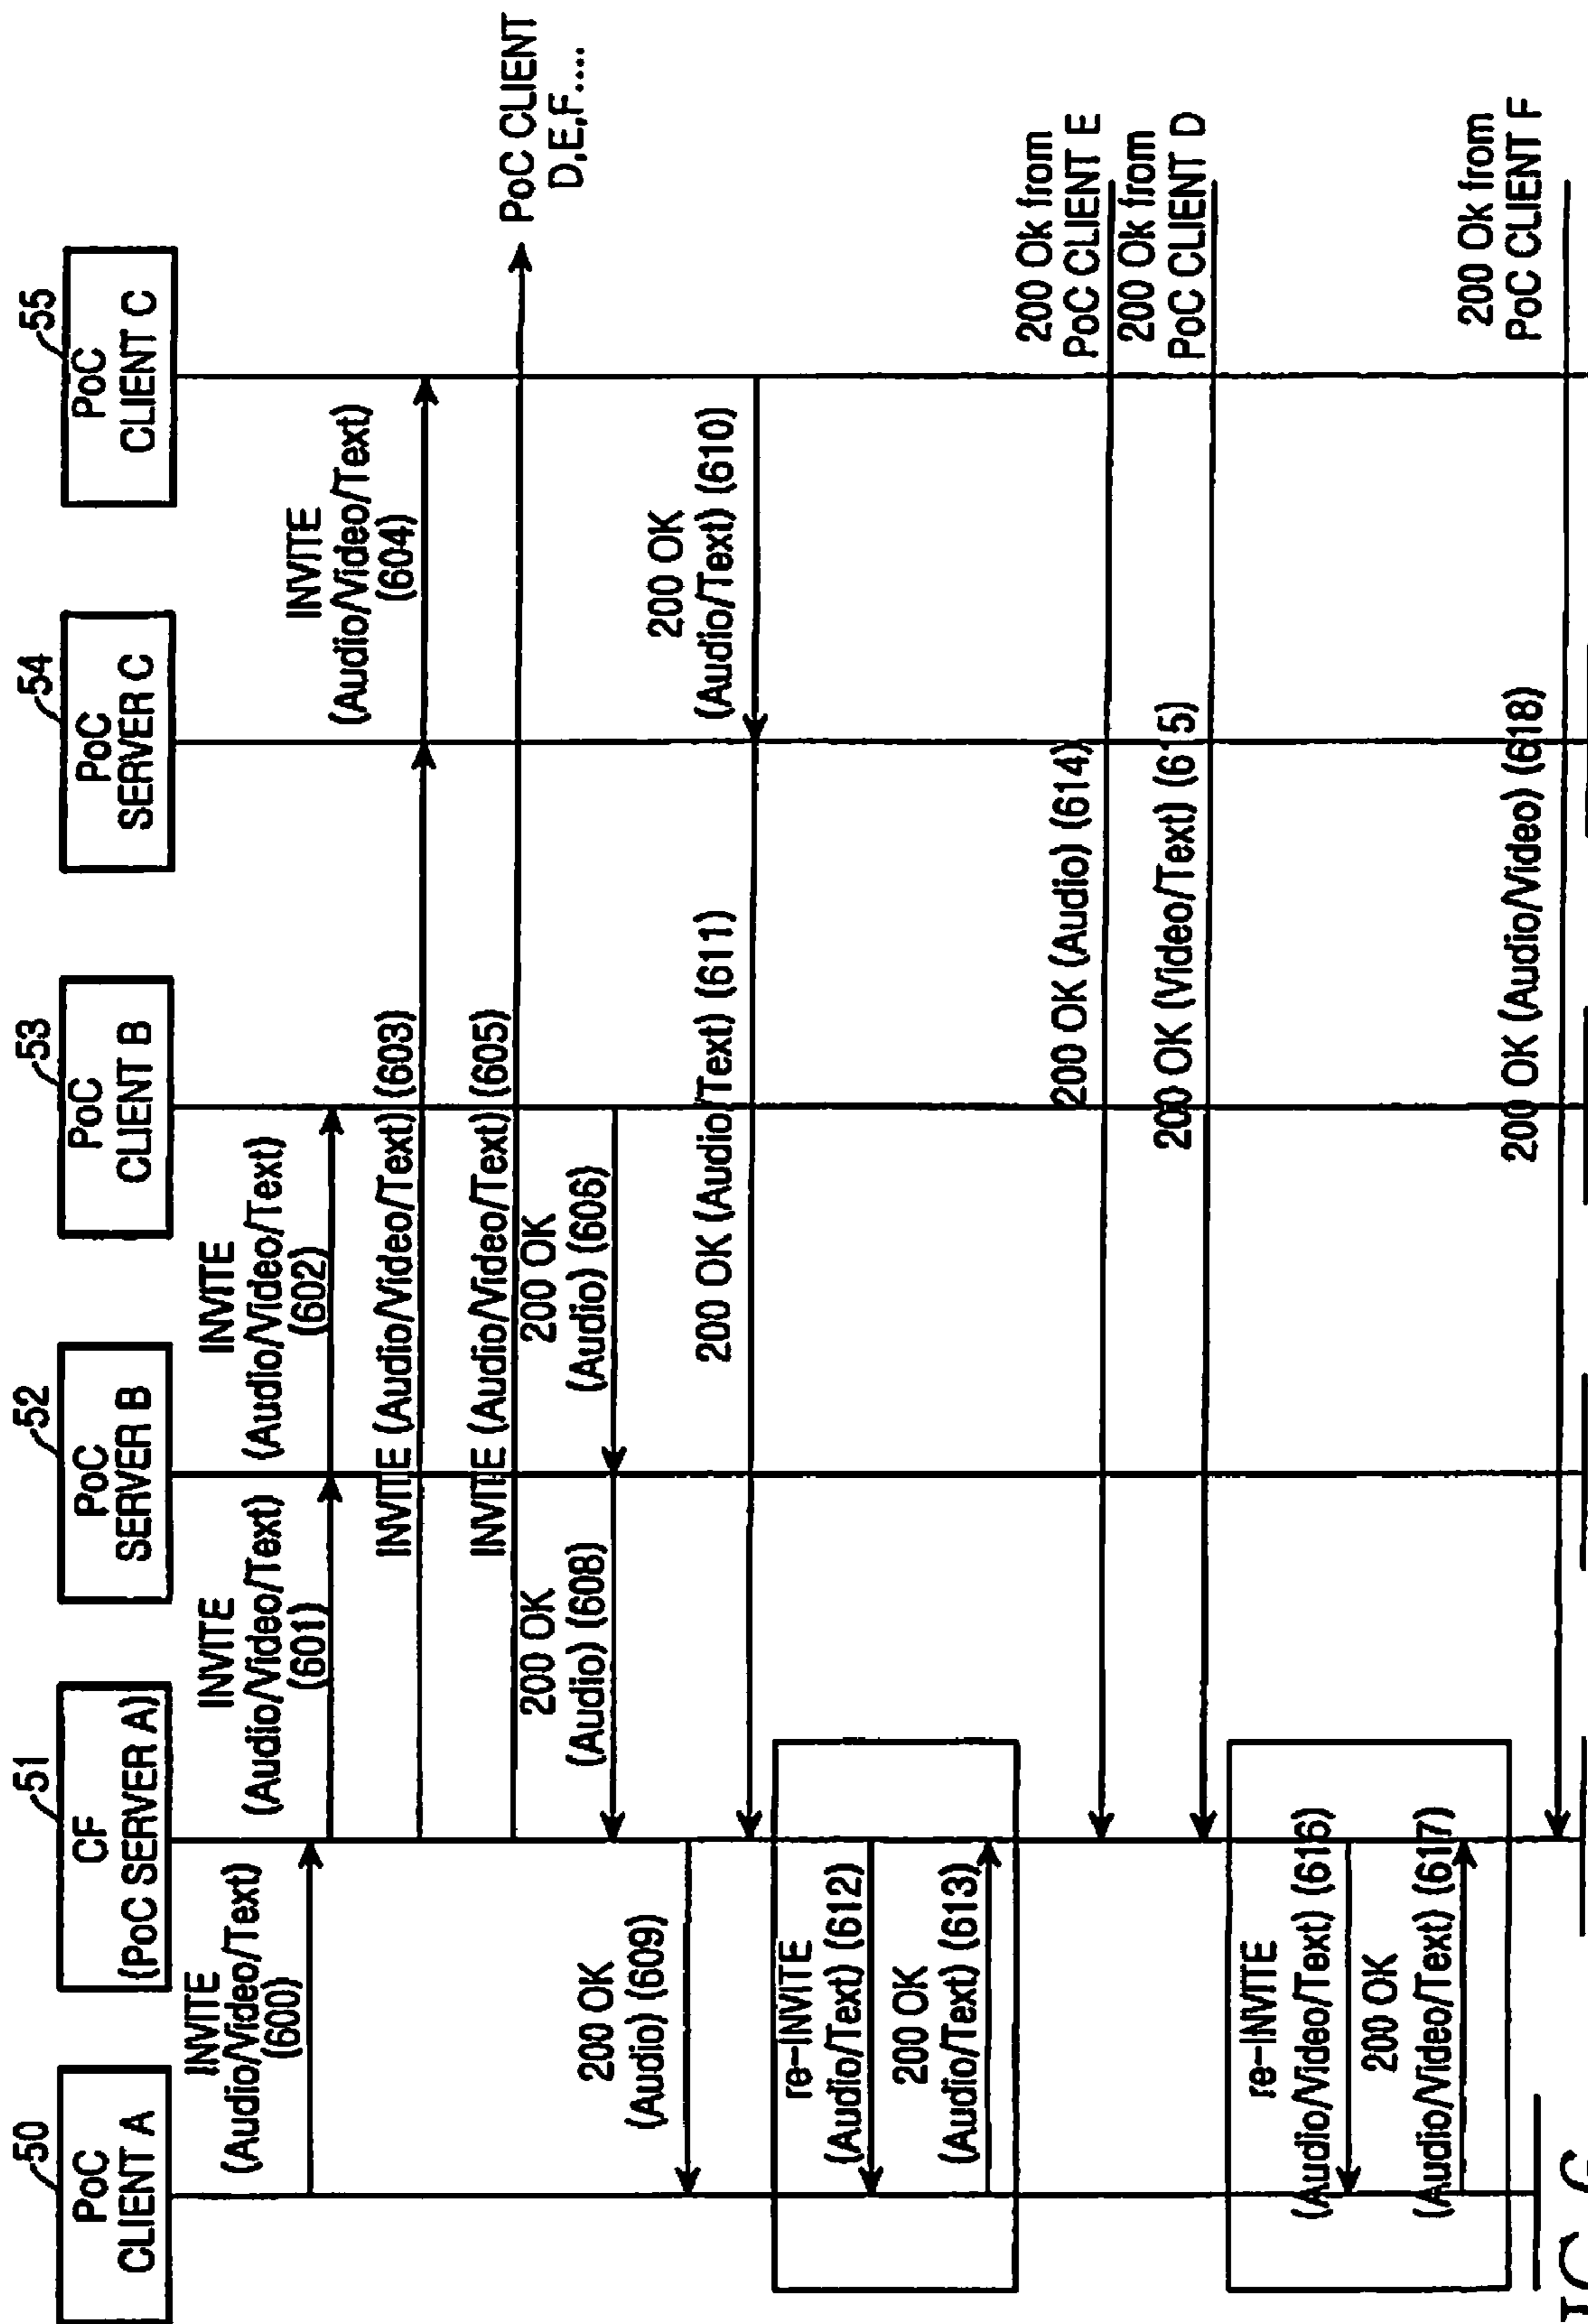 50
PoC
CLIENT A
51
CF
(PoC SERVER A)
52
PoC
SERVER B
53
PoC
CLIENT B
54
PoC
SERVER C
55
PoC
CLIENT C
INVITE
(Audio/Video/Text)
(600)
INVITE
(Audio/Video/Text)
(601)
INVITE
(Audio/Video/Text)
(602)
INVITE (Audio/Video/Text) (603)
INVITE
(Audio/Video/Text)
(604)
INVITE (Audio/Video/Text) (605)
PoC CLIENT
D,E,F....
200 OK
(Audio) (606)
200 OK
(Audio) (608)
200 OK
(Audio) (609)
200 OK
(Audio/Text) (610)
200 OK (Audio/Text) (611)
re-INVITE
(Audio/Text) (612)
200 OK
(Audio/Text) (613)
200 Ok from
PoC CLIENT E
200 OK (Audio) (614)
200 Ok from
PoC CLIENT D
200 OK (Video/Text) (615)
re-INVITE
(Audio/Video/Text) (616)
200 OK
(Audio/Video/Text) (617)
200 Ok from
PoC CLIENT F
200 OK (Audio/Video) (618)